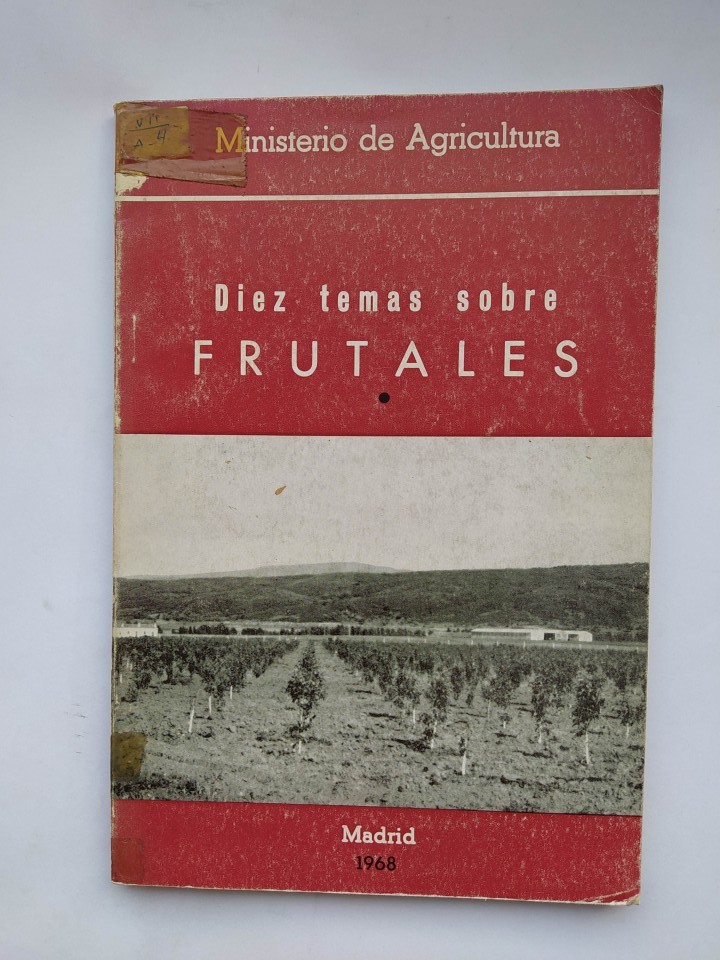 Ministerio de Agricultura
Diez temas sobre
FRUTALES
Madrid
1968